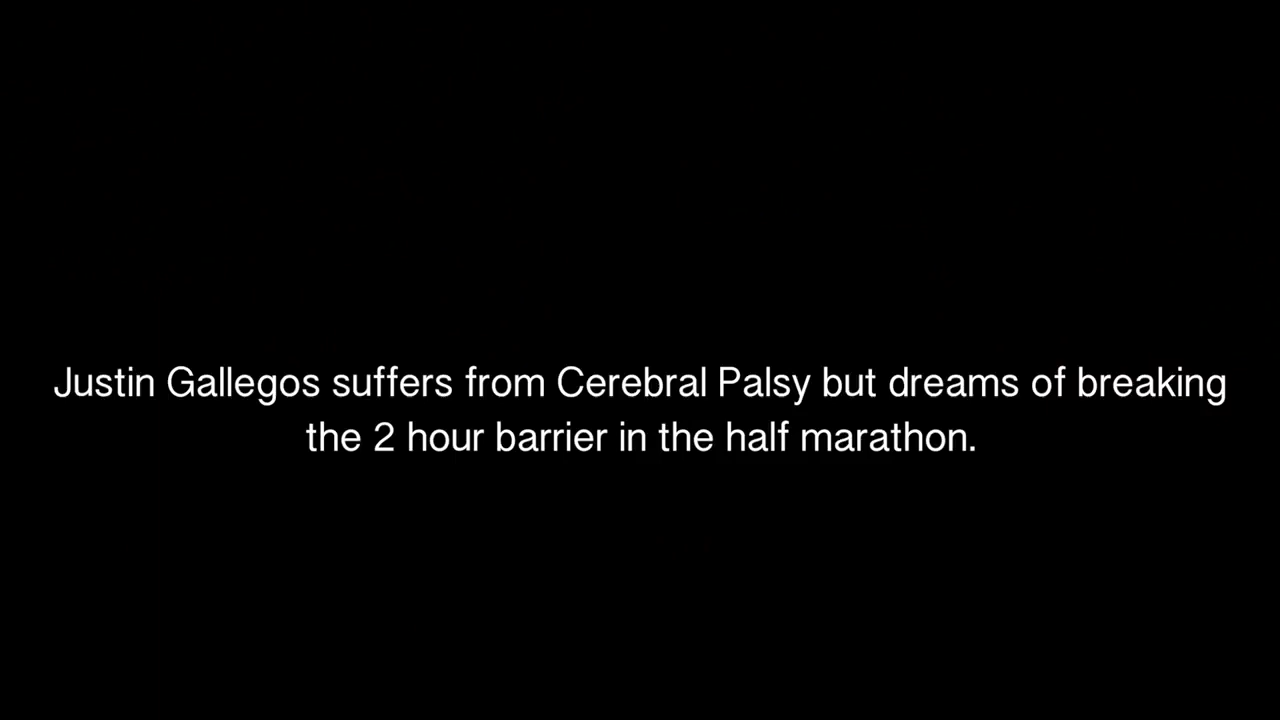 Justin Gallegos suffers from Cerebral Palsy but dreams of breaking
the 2 hour barrier in the half marathon.